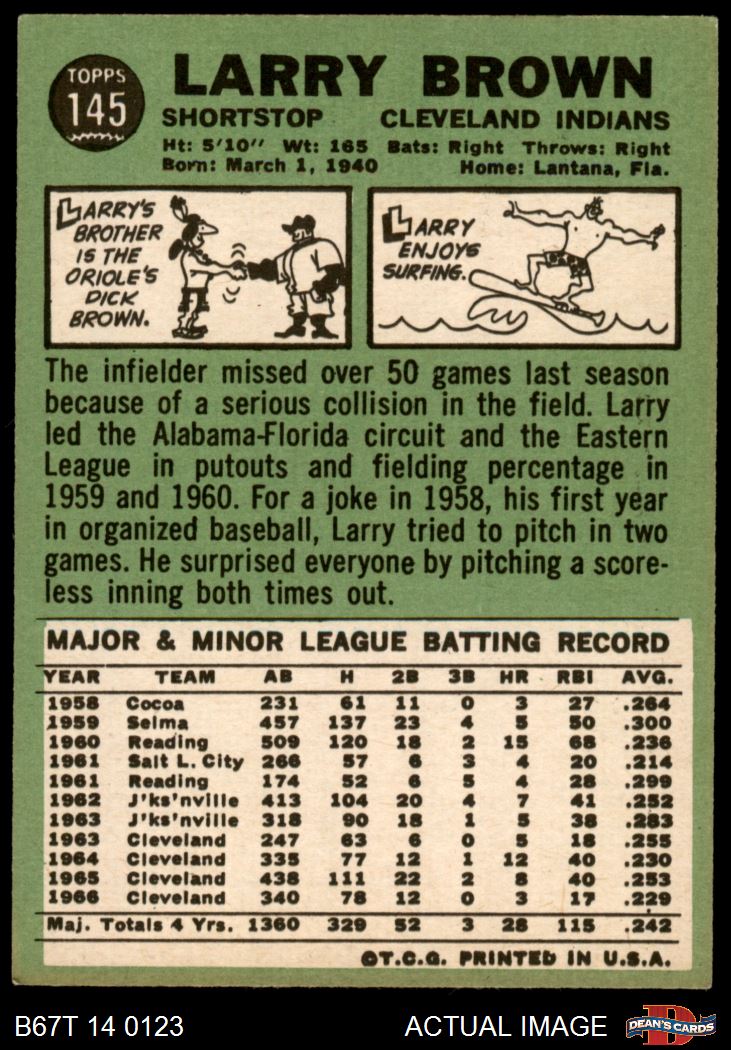 TOPPS
145
LARRY BROWN
SHORTSTOP CLEVELAND INDIANS
Ht: 5'10" Wt: 165 Bats: Right Throws: Right
Born: March 1, 1940 Home: Lantana, Fla.
LARRY'S
BROTHER
IS THE
ORIOLE'S
DICK
BROWN.
LARRY
ENJOYS
SURFING.
The infielder missed over 50 games last season
because of a serious collision in the field. Larry
led the Alabama-Florida circuit and the Eastern
League in putouts and fielding percentage in
1959 and 1960. For a joke in 1958, his first year
in organized baseball, Larry tried to pitch in two
games. He surprised everyone by pitching a score-
less inning both times out.
MAJOR & MINOR LEAGUE BATTING RECORD
YEAR TEAM AB H 2B 3B HR RBI AVG.
1958 Cocoa 231 61 11 0 3 27 .264
1959 Selma 457 137 23 4 5 50 .300
1960 Reading 509 120 18 2 15 68 .236
1961 Salt L. City 266 57 6 3 4 20 .214
1961 Reading 174 52 6 5 4 28 .299
1962 J'ks'nville 413 104 20 4 7 41 .252
1963 J'ks'nville 318 90 18 1 5 38 .283
1963 Cleveland 247 63 6 0 5 18 .255
1964 Cleveland 335 77 12 1 12 40 .230
1965 Cleveland 438 111 22 2 8 40 .253
1966 Cleveland 340 78 12 0 3 17 .229
Maj. Totals 4 Yrs. 1360 329 52 3 28 115 .242
©T.C.G. PRINTED IN U.S.A.
B67T 14 0123 ACTUAL IMAGE
D
DEAN'S CARDS